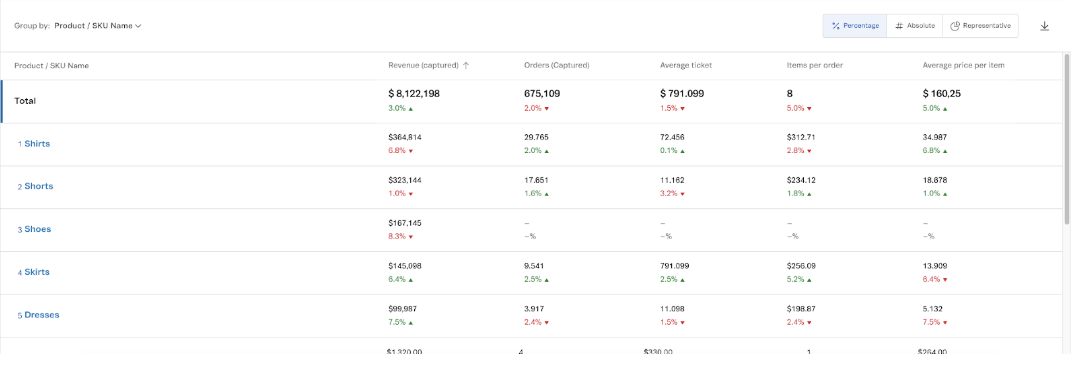 Group by: Product / SKU Name
Percentage Absolute Representative
Product / SKU Name Revenue (captured) Orders (Captured) Average ticket Items per order Average price per item
Total $ 8,122,198 675,109 $ 791.099 8 $ 160,25
3.0% ▲ 2.0% ▼ 1.5% ▼ 5.0% ▼ 5.0% ▲
1 Shirts $364,814 29.765 72.456 $312.71 34.987
6.8% ▼ 2.0% ▲ 0.1% ▲ 2.8% ▼ 6.8% ▲
2 Shorts $323,144 17.651 11.162 $234.12 18.678
1.0% ▼ 1.6% ▲ 3.2% ▼ 1.8% ▲ 1.0% ▲
3 Shoes $167,145 – – – –
8.3% ▼ –% –% –% –%
4 Skirts $145,098 9.541 791.099 $256.09 13.909
6.4% ▲ 2.5% ▲ 2.5% ▲ 5.2% ▲ 6.4% ▼
5 Dresses $99,987 3.917 11.098 $198.87 5.132
7.5% ▲ 2.4% ▼ 1.5% ▼ 2.4% ▼ 7.5% ▼
$1,320.00 4 $330.00 1 $264.00